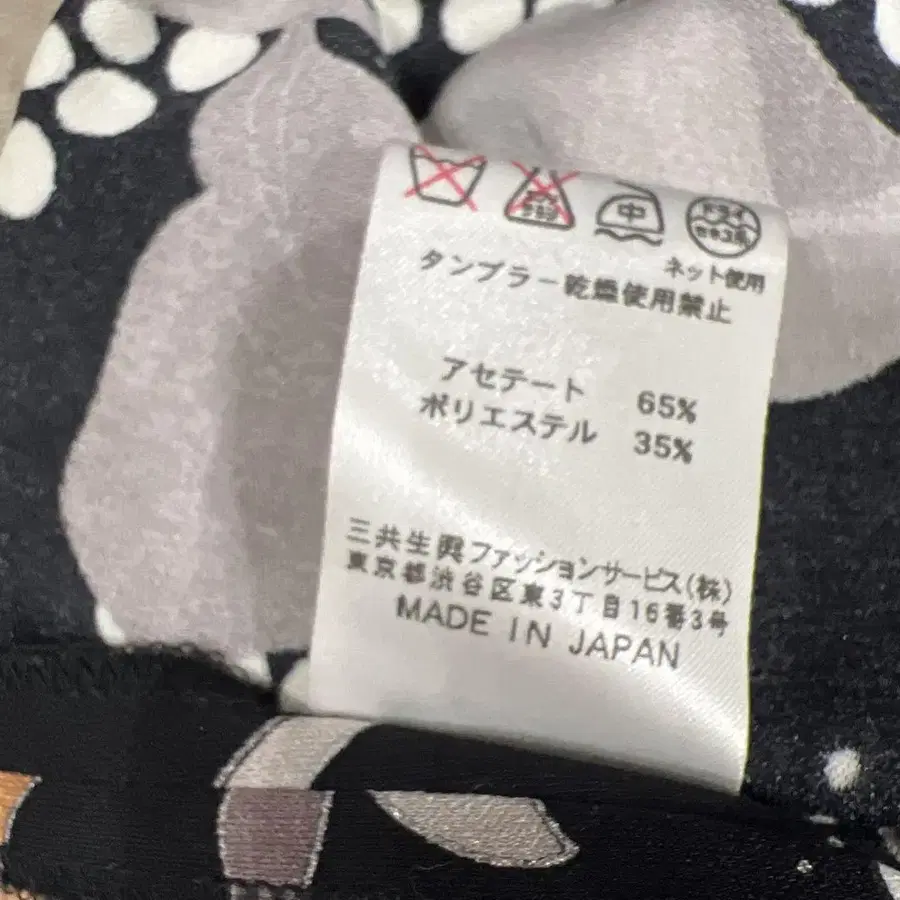 中 ドライ
セキユ系
ネット使用
タンブラー乾燥使用禁止
アセテート 65%
ポリエステル 35%
三共生興ファッションサービス(株)
東京都渋谷区東3丁目16番3号
MADE IN JAPAN